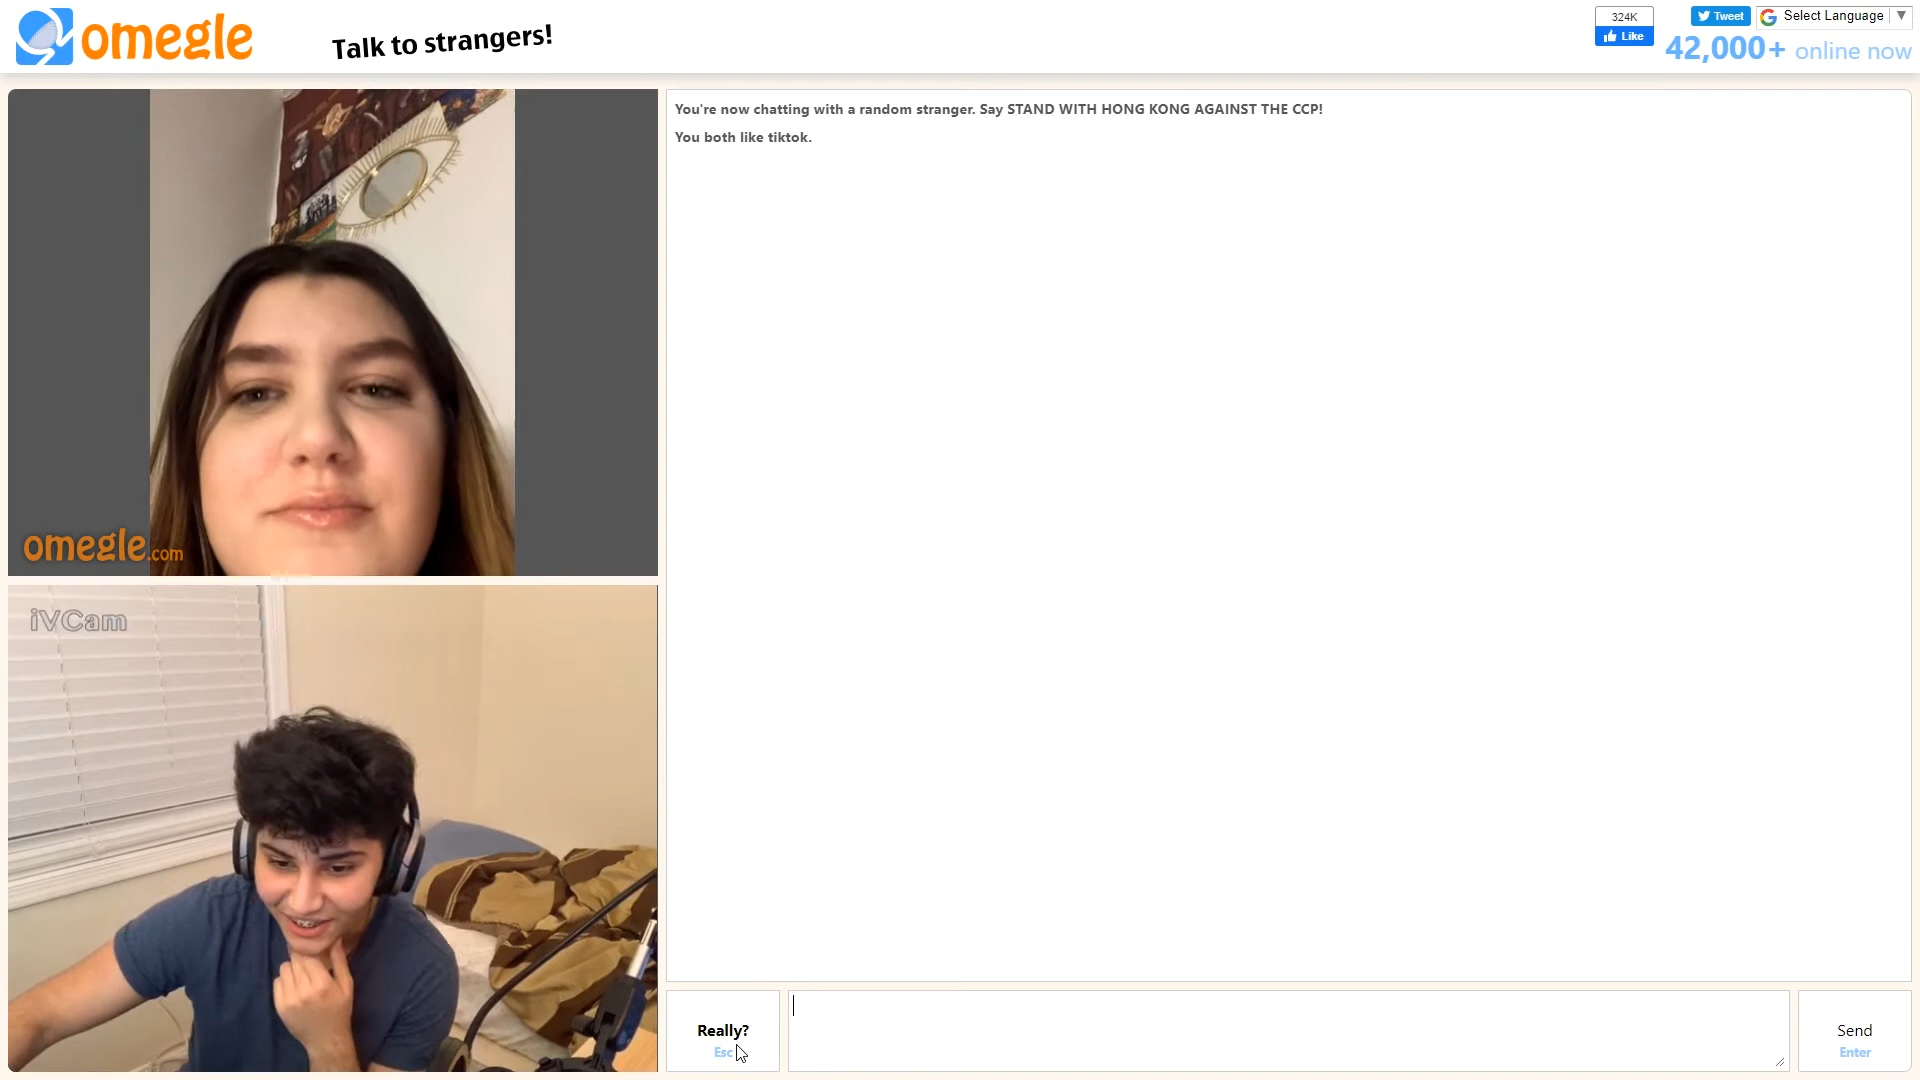 omegle
Talk to strangers!
324K
Like
Tweet
Select Language
42,000+ online now
You're now chatting with a random stranger. Say STAND WITH HONG KONG AGAINST THE CCP!
You both like tiktok.
omegle.com
iVCam
Really?
Esc
Send
Enter